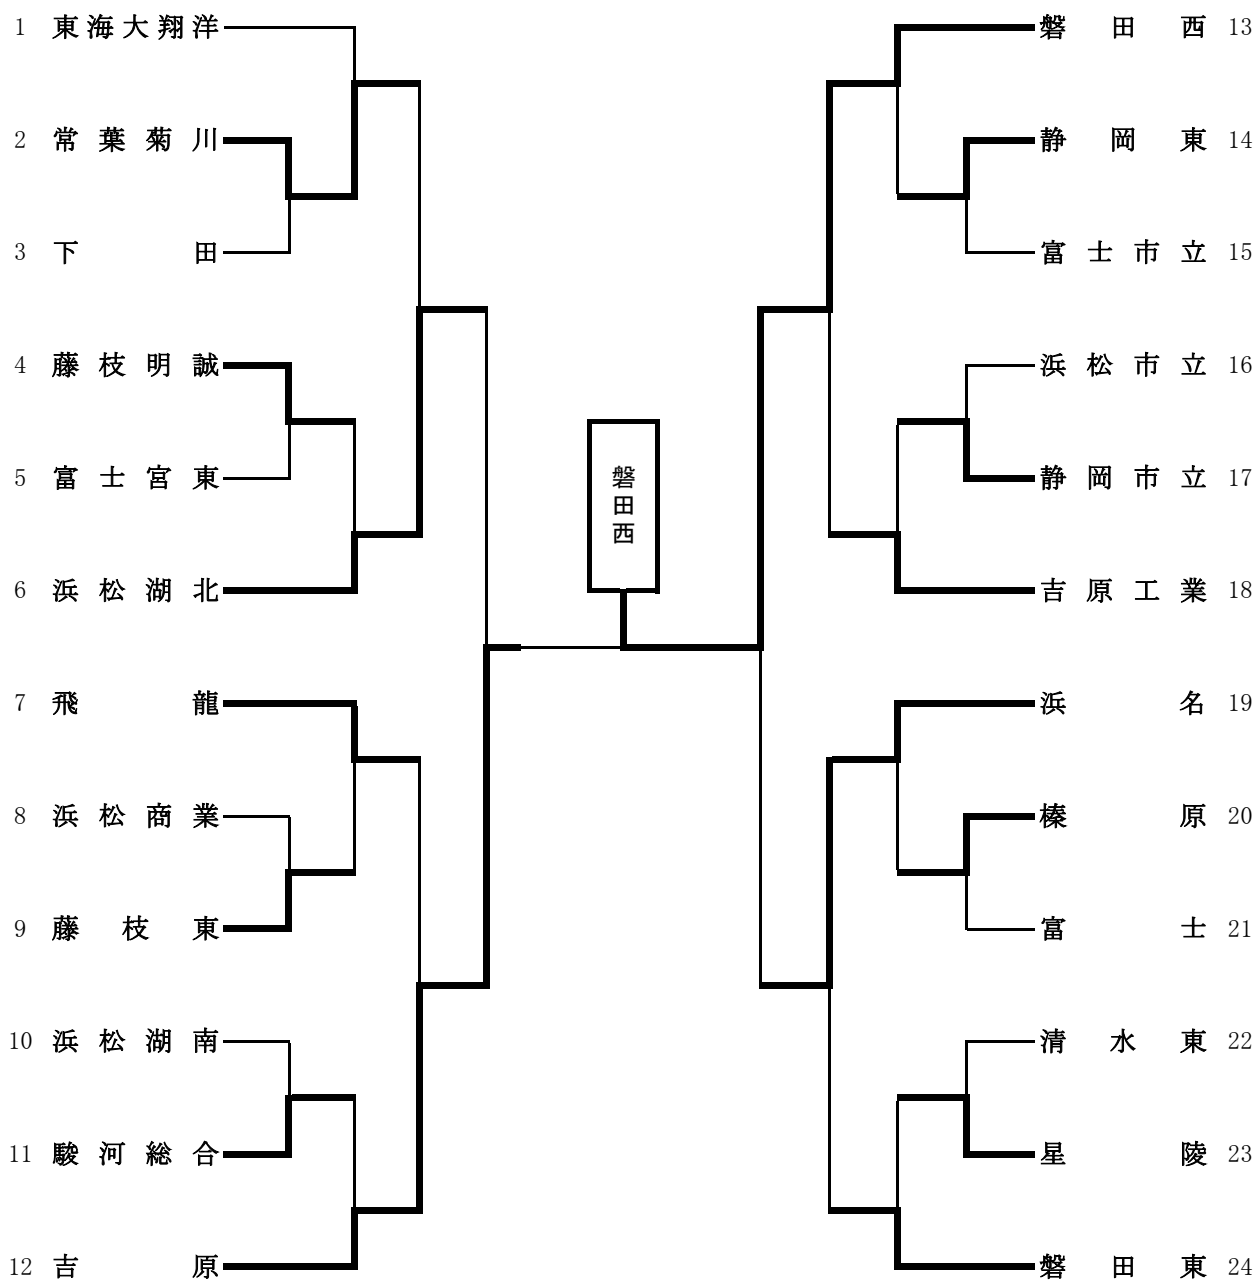 1 東海大翔洋
2 常葉菊川
3 下田
4 藤枝明誠
5 富士宮東
6 浜松湖北
7 飛龍
8 浜松商業
9 藤枝東
10 浜松湖南
11 駿河総合
12 吉原
磐田西
磐田西 13
静岡東 14
富士市立 15
浜松市立 16
静岡市立 17
吉原工業 18
浜名 19
榛原 20
富士 21
清水東 22
星陵 23
磐田東 24